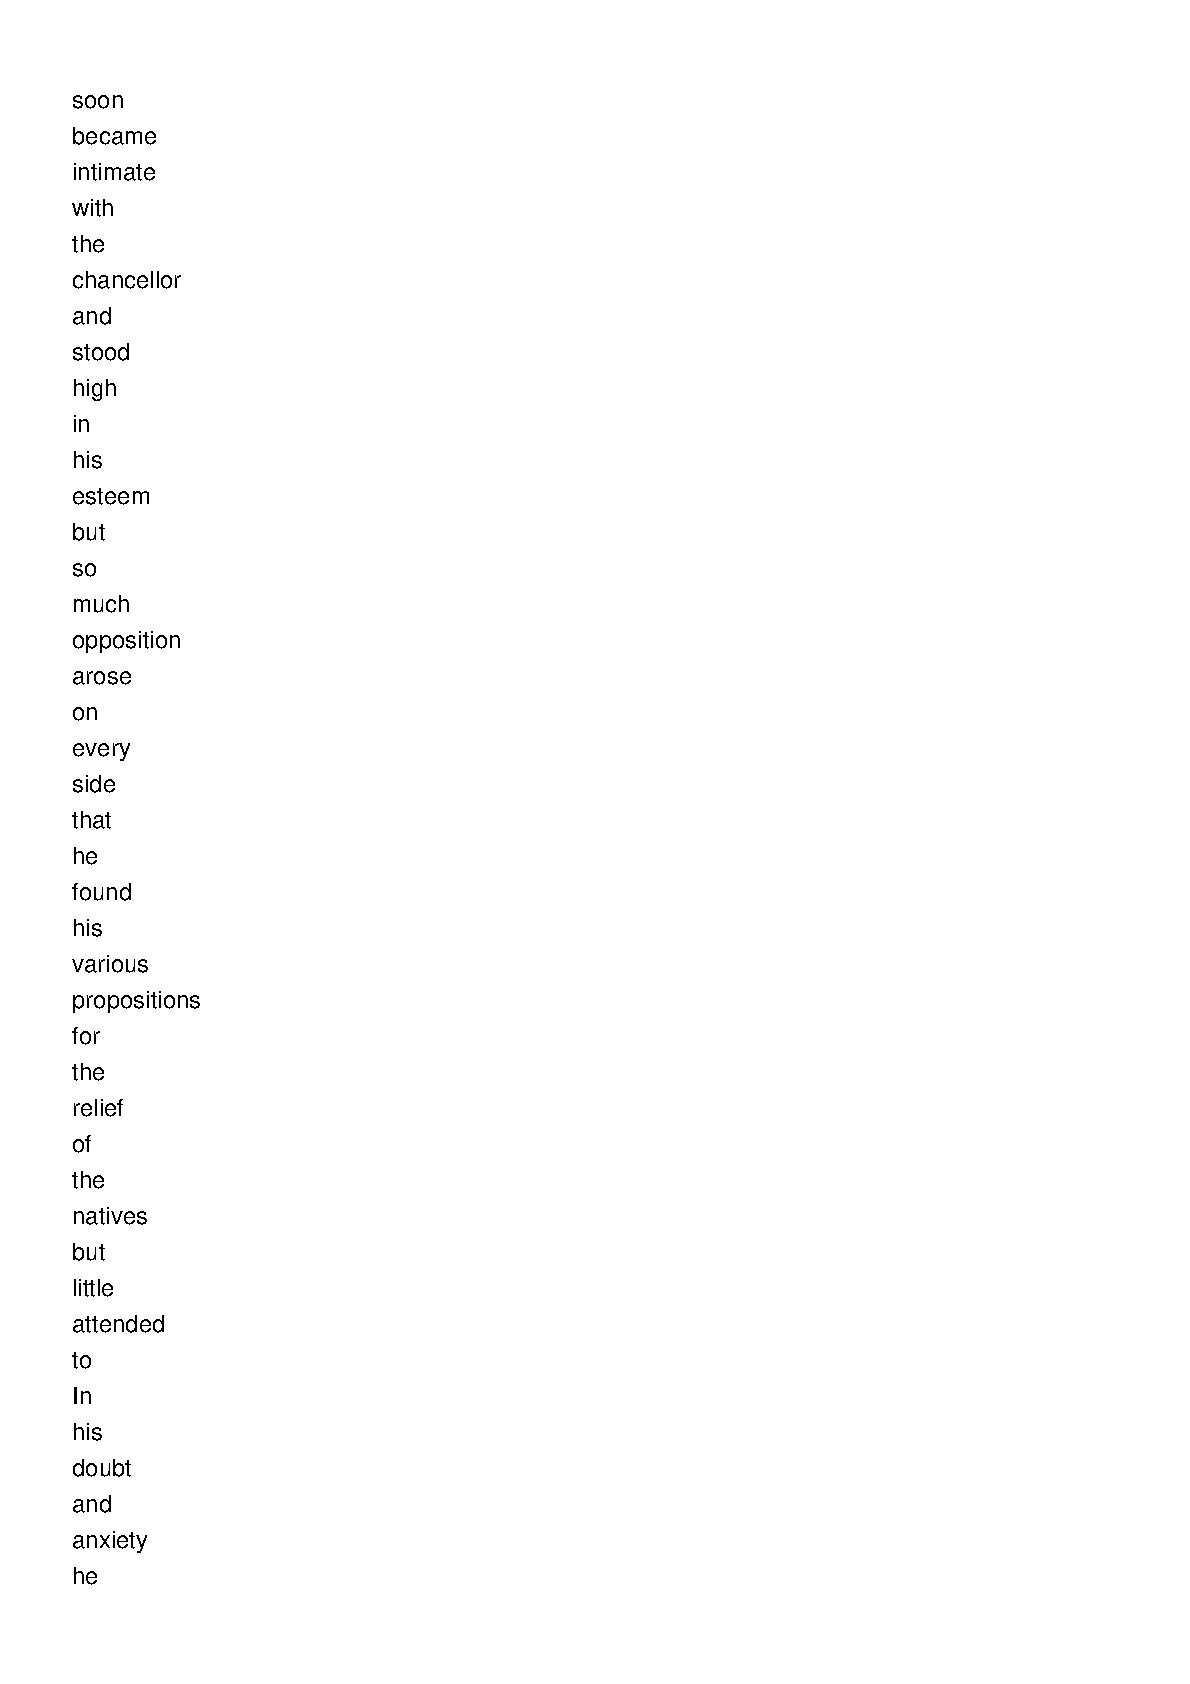 soon
became
intimate
with
the
chancellor
and
stood
high
in
his
esteem
but
so
much
opposition
arose
on
every
side
that
he
found
his
various
propositions
for
the
relief
of
the
natives
but
little
attended
to
In
his
doubt
and
anxiety
he